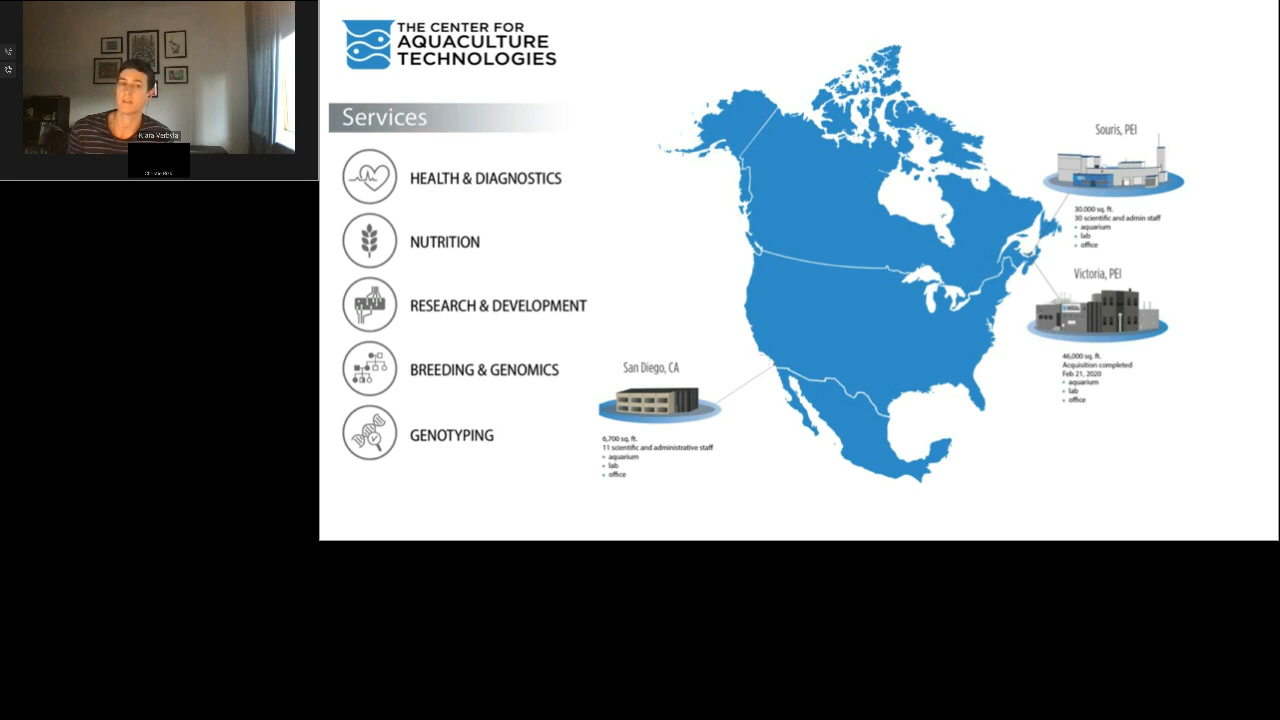 THE CENTER FOR
AQUACULTURE
TECHNOLOGIES
Services
HEALTH & DIAGNOSTICS
NUTRITION
RESEARCH & DEVELOPMENT
BREEDING & GENOMICS
GENOTYPING
Souris, PEI
30.000 sq. ft.
30 scientific and admin staff
• aquarium
• lab
• office
Victoria, PEI
46,000 sq. ft.
Acquisition completed
Feb 21, 2020
• aquarium
• lab
• office
San Diego, CA
6,700 sq. ft.
11 scientific and administrative staff
• aquarium
• lab
• office
Klara Verbyla